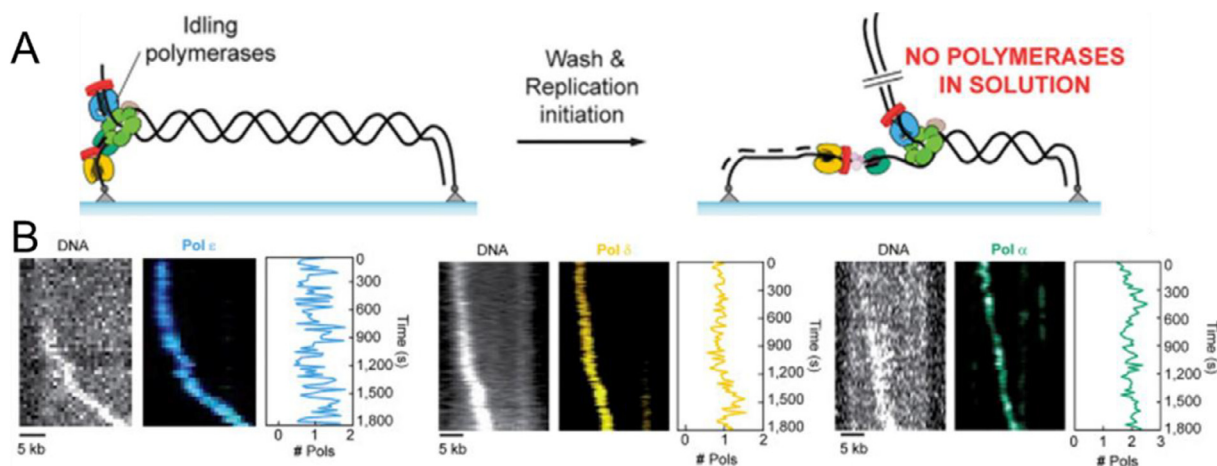 A
Idling
polymerases
Wash &
Replication
initiation
NO POLYMERASES
IN SOLUTION
B
DNA
Pol ε
0
300
600
900
1,200
1,500
1,800
Time (s)
5 kb
0 1 2
# Pols
DNA
Pol δ
0
300
600
900
1,200
1,500
1,800
Time (s)
5 kb
0 1 2
# Pols
DNA
Pol α
0
300
600
900
1,200
1,500
1,800
Time (s)
5 kb
0 1 2 3
# Pols